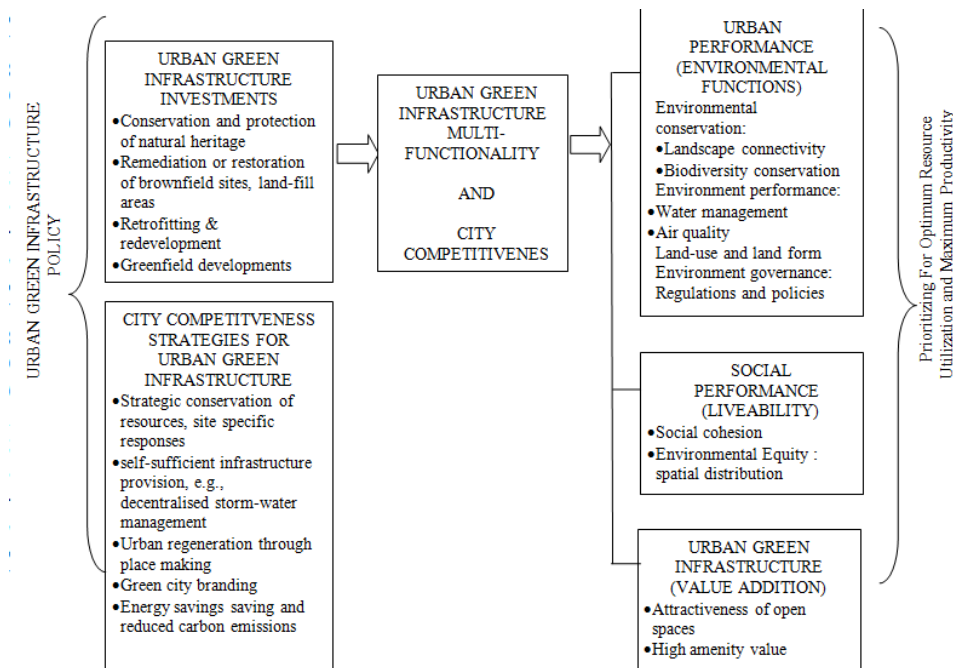 URBAN GREEN INFRASTRUCTURE
POLICY
URBAN GREEN
INFRASTRUCTURE
INVESTMENTS
•Conservation and protection
of natural heritage
•Remediation or restoration
of brownfield sites, land-fill
areas
•Retrofitting &
redevelopment
•Greenfield developments
CITY COMPETITVENESS
STRATEGIES FOR
URBAN GREEN
INFRASTRUCTURE
•Strategic conservation of
resources, site specific
responses
•self-sufficient infrastructure
provision, e.g.,
decentralised storm-water
management
•Urban regeneration through
place making
•Green city branding
•Energy savings saving and
reduced carbon emissions
URBAN GREEN
INFRASTRUCTURE
MULTI-
FUNCTIONALITY
AND
CITY
COMPETITIVENES
URBAN
PERFORMANCE
(ENVIRONMENTAL
FUNCTIONS)
Environmental
conservation:
•Landscape connectivity
•Biodiversity conservation
Environment performance:
•Water management
•Air quality
Land-use and land form
Environment governance:
Regulations and policies
SOCIAL
PERFORMANCE
(LIVEABILITY)
•Social cohesion
•Environmental Equity :
spatial distribution
URBAN GREEN
INFRASTRUCTURE
(VALUE ADDITION)
•Attractiveness of open
spaces
•High amenity value
Prioritizing For Optimum Resource
Utilization and Maximum Productivity